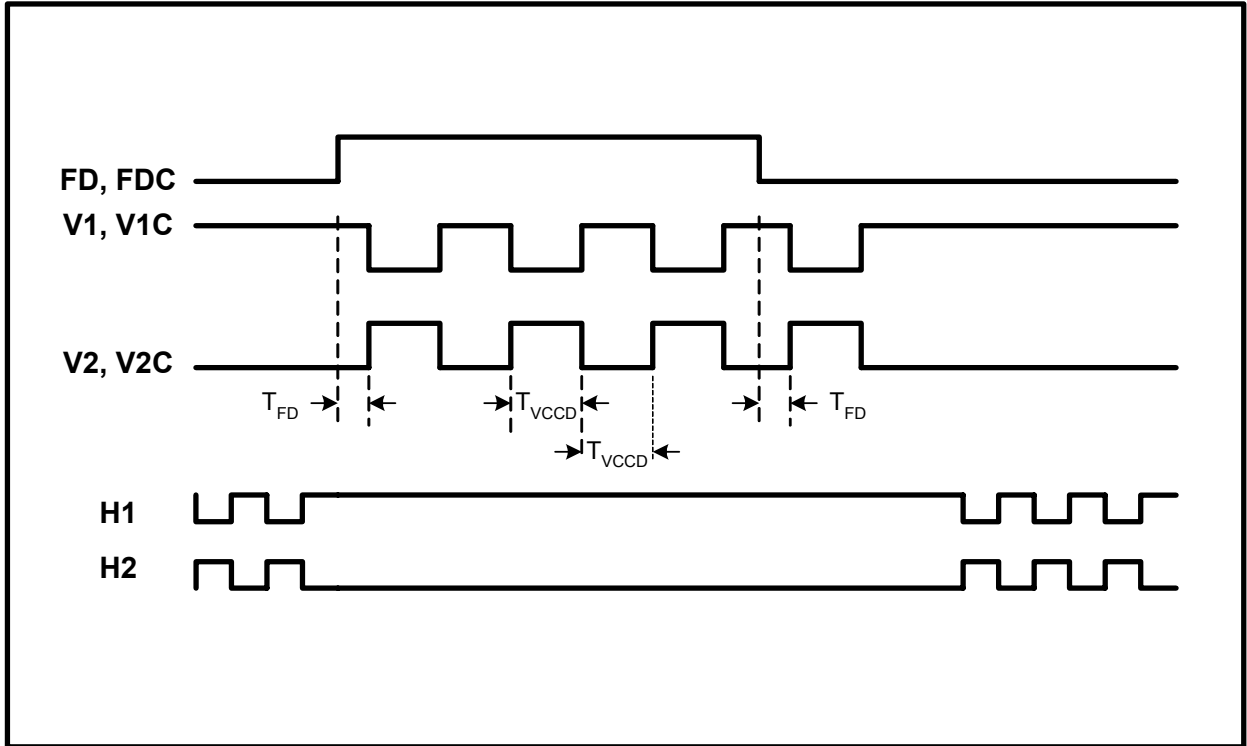 FD, FDC
V1, V1C
V2, V2C
TFD TVCCD TFD
TVCCD
H1
H2